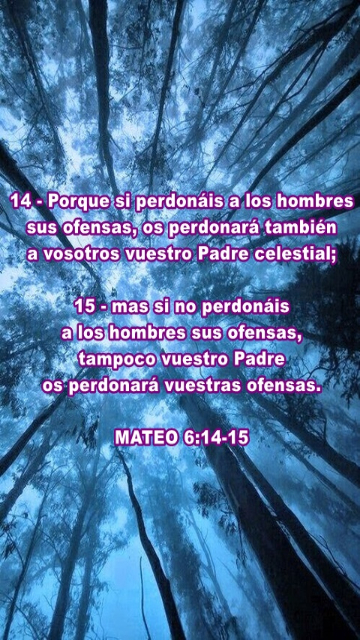 14 - Porque si perdonáis a los hombres
sus ofensas, os perdonará también
a vosotros vuestro Padre celestial;
15 - mas si no perdonáis
a los hombres sus ofensas,
tampoco vuestro Padre
os perdonará vuestras ofensas.
MATEO 6:14-15